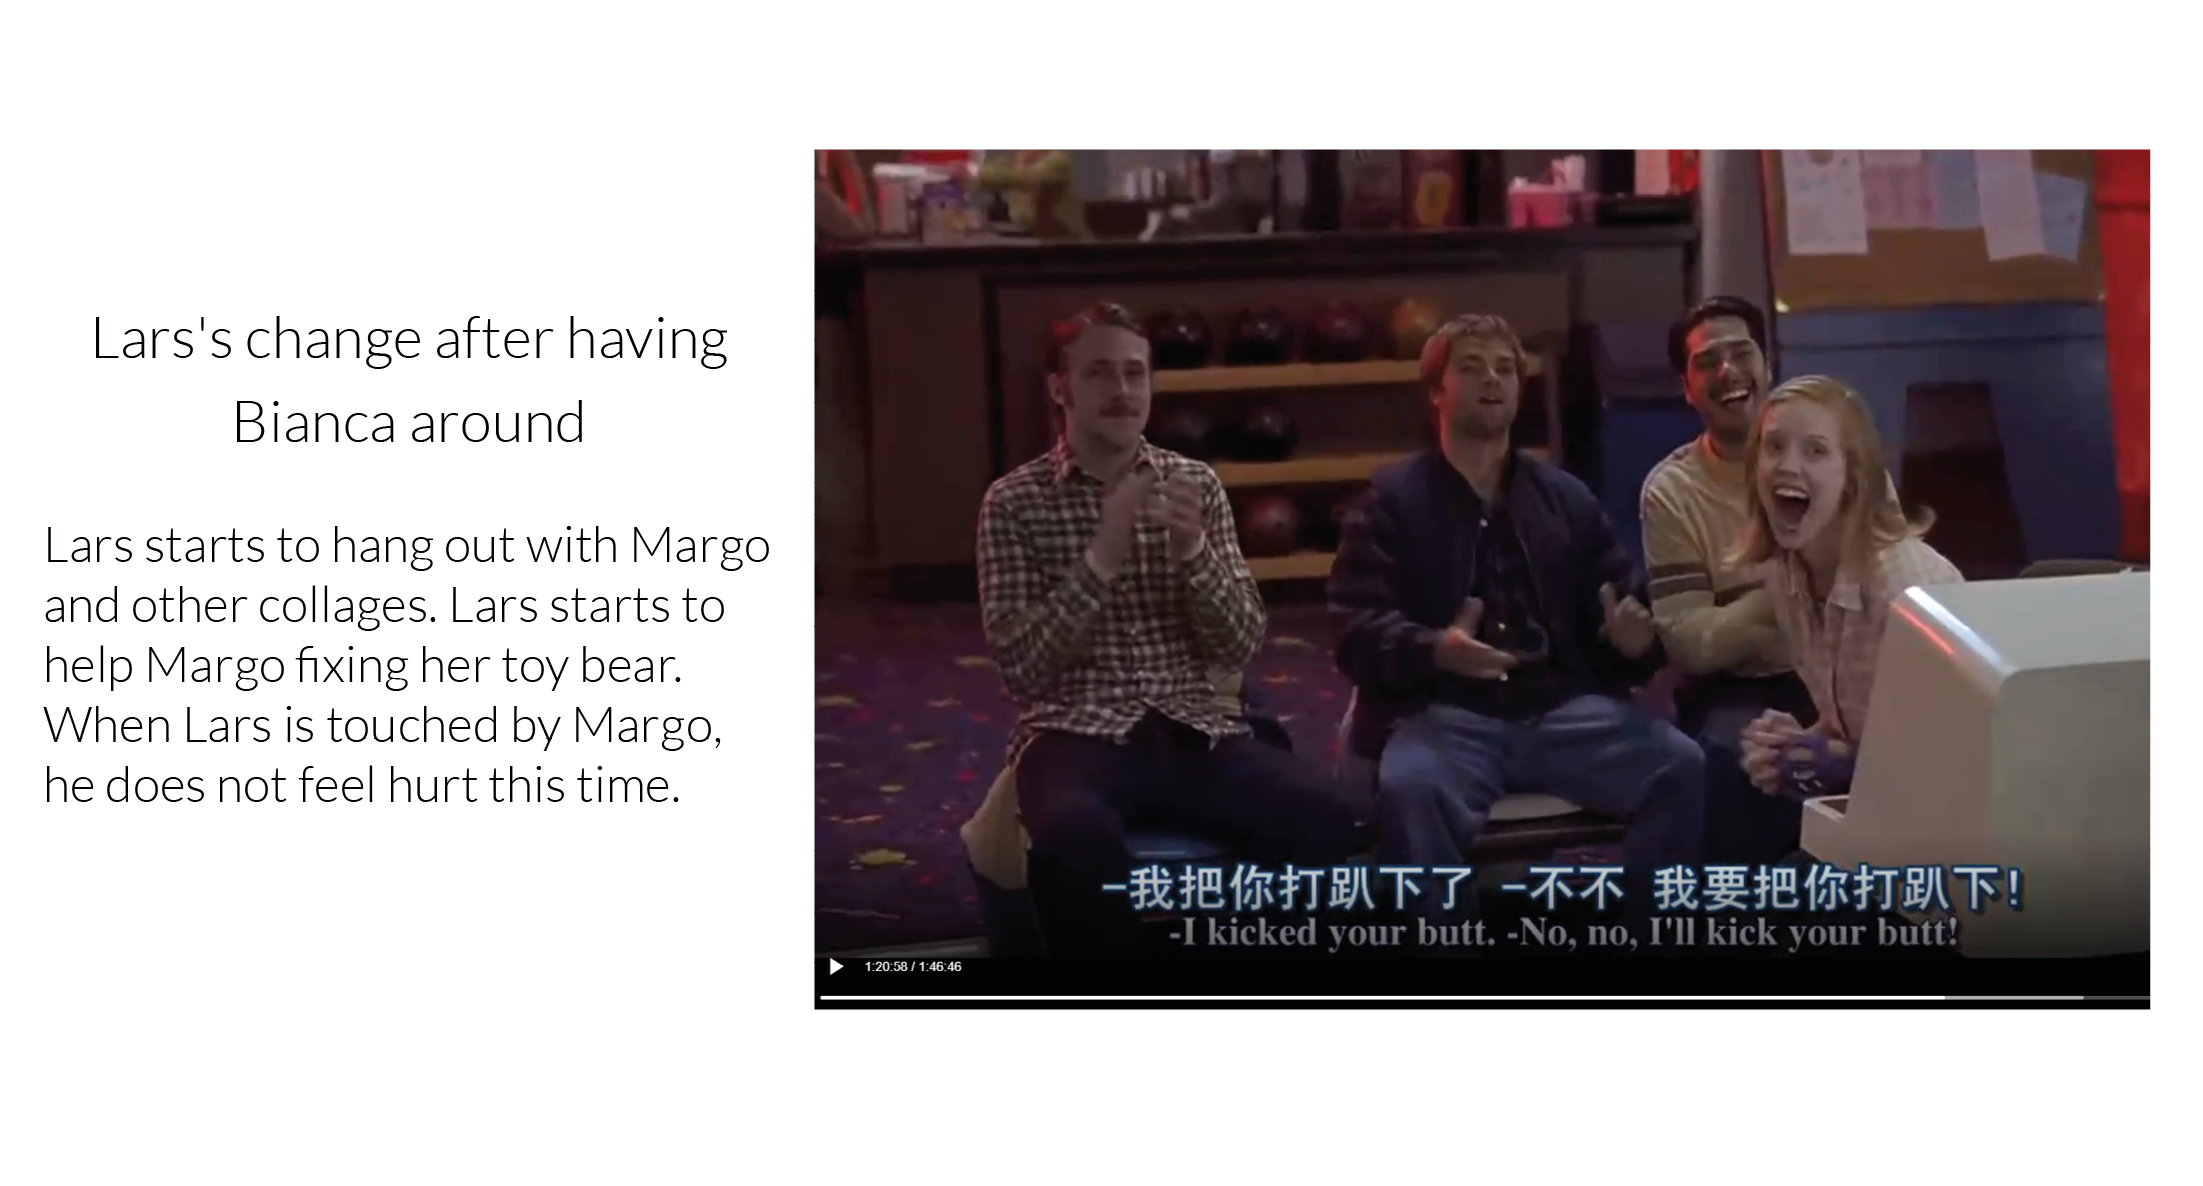 Lars's change after having
Bianca around
Lars starts to hang out with Margo
and other collages. Lars starts to
help Margo fixing her toy bear.
When Lars is touched by Margo,
he does not feel hurt this time.
-我把你打趴下了 -不不 我要把你打趴下!
-I kicked your butt. -No, no, I'll kick your butt!
1:20:58 / 1:46:46